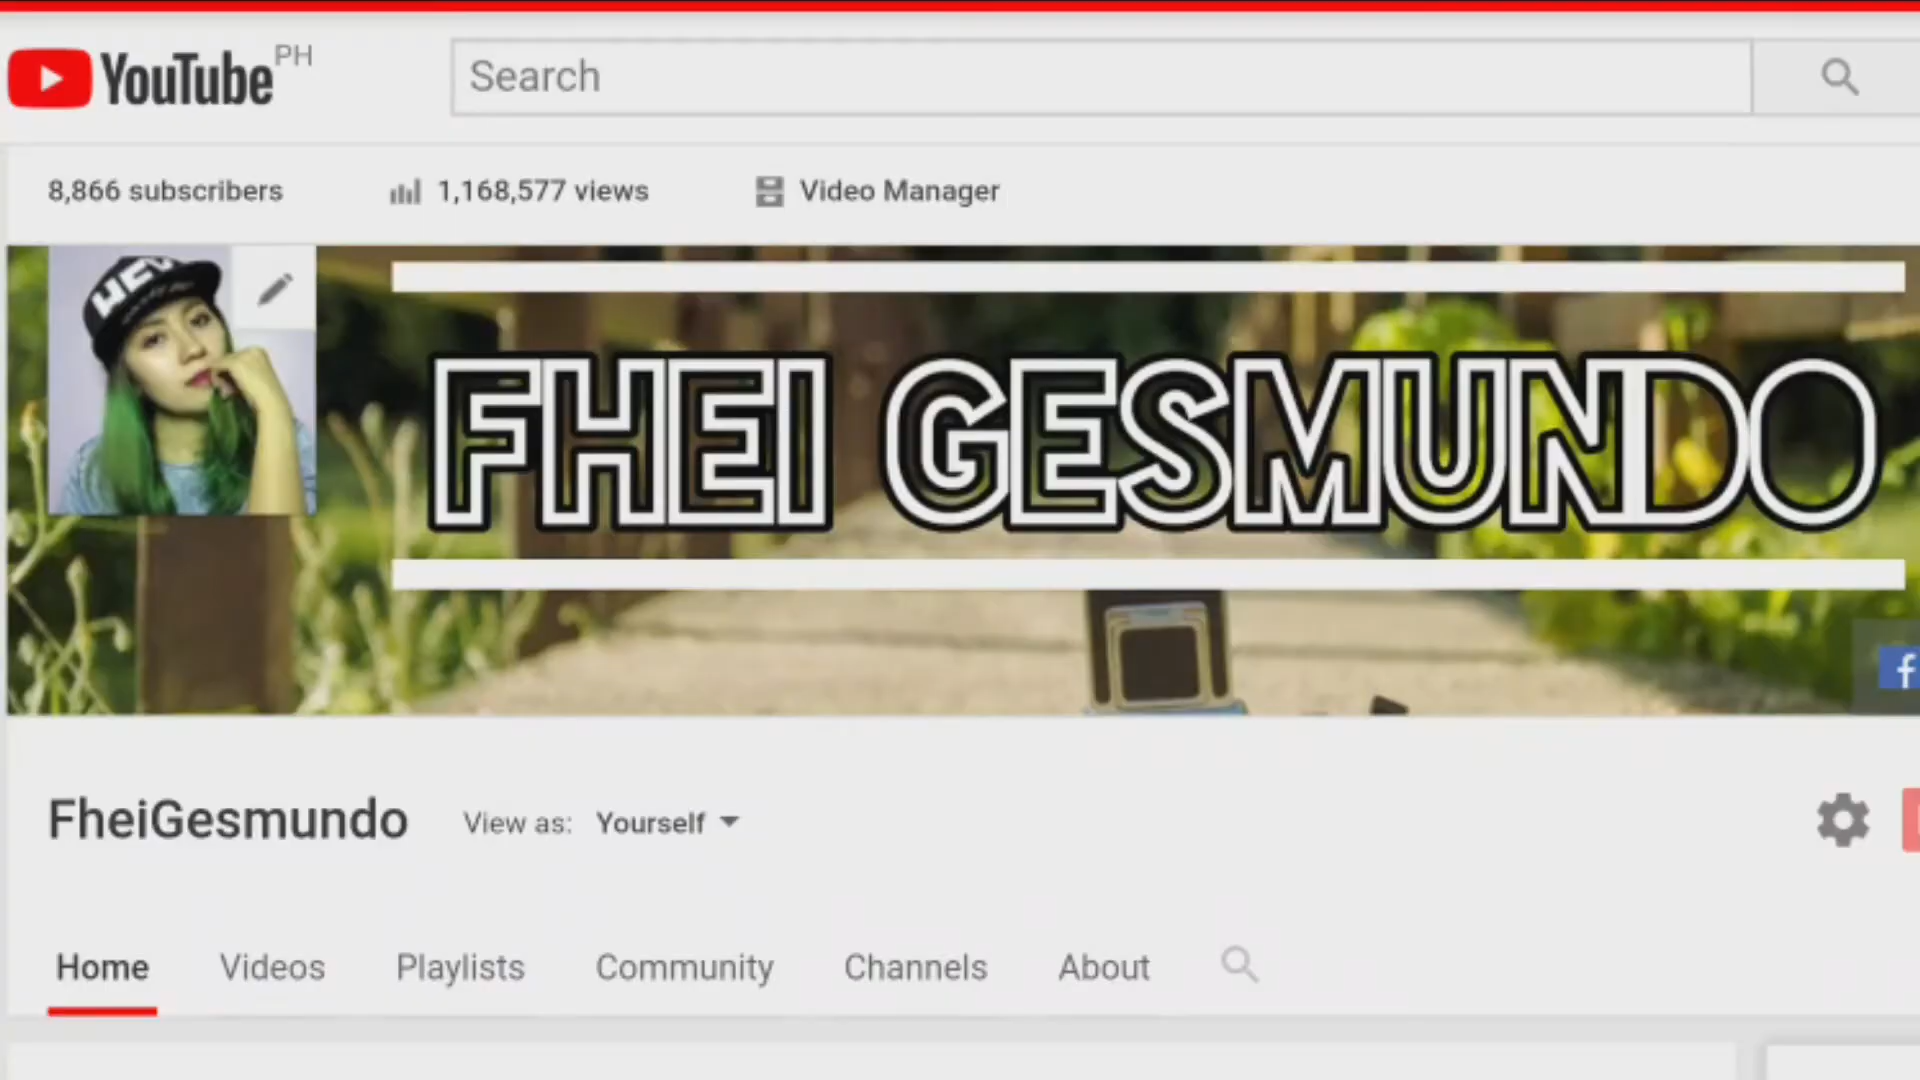 YouTube PH
Search
8,866 subscribers 1,168,577 views Video Manager
FHEI GESMUNDO
f
FheiGesmundo View as: Yourself
Home Videos Playlists Community Channels About